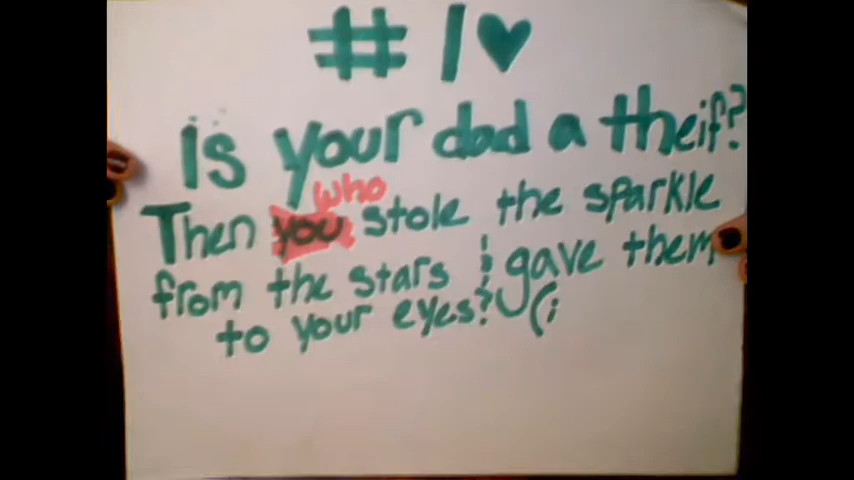 # 1 ♥
is your dad a theif?
who
Then you stole the sparkle
from the stars & gave them
to your eyes? (;